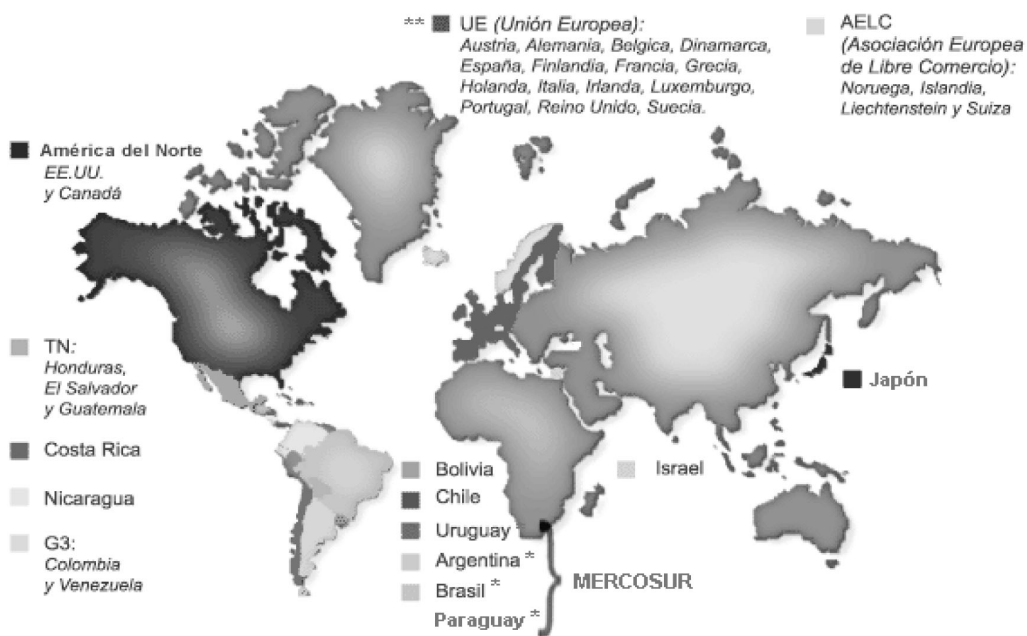 ** UE (Unión Europea):
Austria, Alemania, Belgica, Dinamarca,
España, Finlandia, Francia, Grecia,
Holanda, Italia, Irlanda, Luxemburgo,
Portugal, Reino Unido, Suecia.
AELC
(Asociación Europea
de Libre Comercio):
Noruega, Islandia,
Liechtenstein y Suiza
América del Norte
EE.UU.
y Canadá
TN:
Honduras,
El Salvador
y Guatemala
Costa Rica
Nicaragua
G3:
Colombia
y Venezuela
Bolivia
Chile
Uruguay *
Argentina *
Brasil *
Paraguay *
MERCOSUR
Israel
Japón